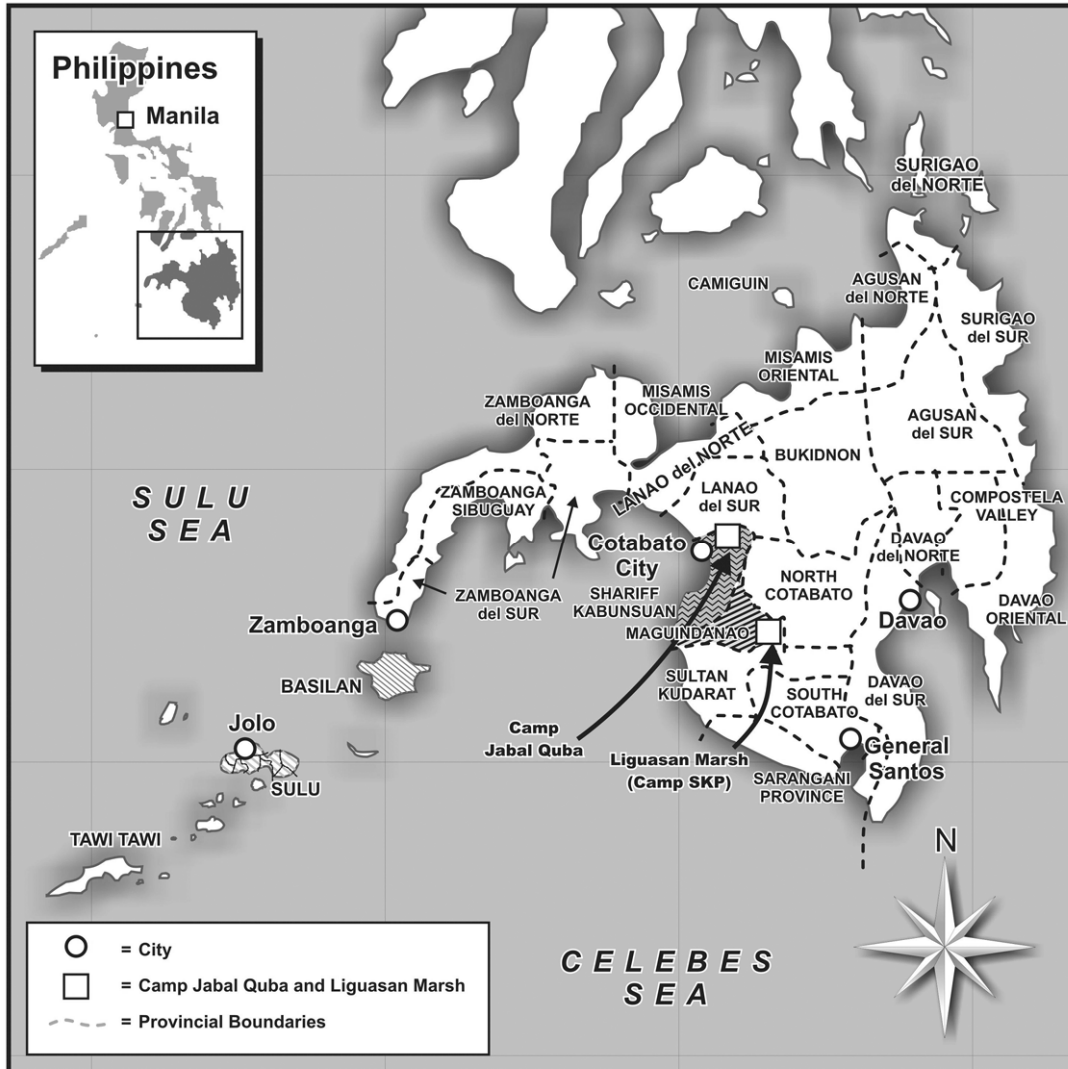 Philippines
Manila
SURIGAO
del NORTE
CAMIGUIN
AGUSAN
del NORTE
SURIGAO
del SUR
MISAMIS
ORIENTAL
MISAMIS
OCCIDENTAL
ZAMBOANGA
del NORTE
AGUSAN
del SUR
LANAO del NORTE
BUKIDNON
SULU
SEA
ZAMBOANGA
SIBUGUAY
LANAO
del SUR
COMPOSTELA
VALLEY
Cotabato
City
DAVAO
del NORTE
NORTH
COTABATO
SHARIFF
KABUNSUAN
ZAMBOANGA
del SUR
DAVAO
ORIENTAL
Zamboanga
Davao
MAGUINDANAO
BASILAN
SULTAN
KUDARAT
SOUTH
COTABATO
DAVAO
del SUR
Jolo
Camp
Jabal Quba
General
Santos
Liguasan Marsh
(Camp SKP)
SARANGANI
PROVINCE
SULU
TAWI TAWI
N
= City
= Camp Jabal Quba and Liguasan Marsh
= Provincial Boundaries
CELEBES
SEA